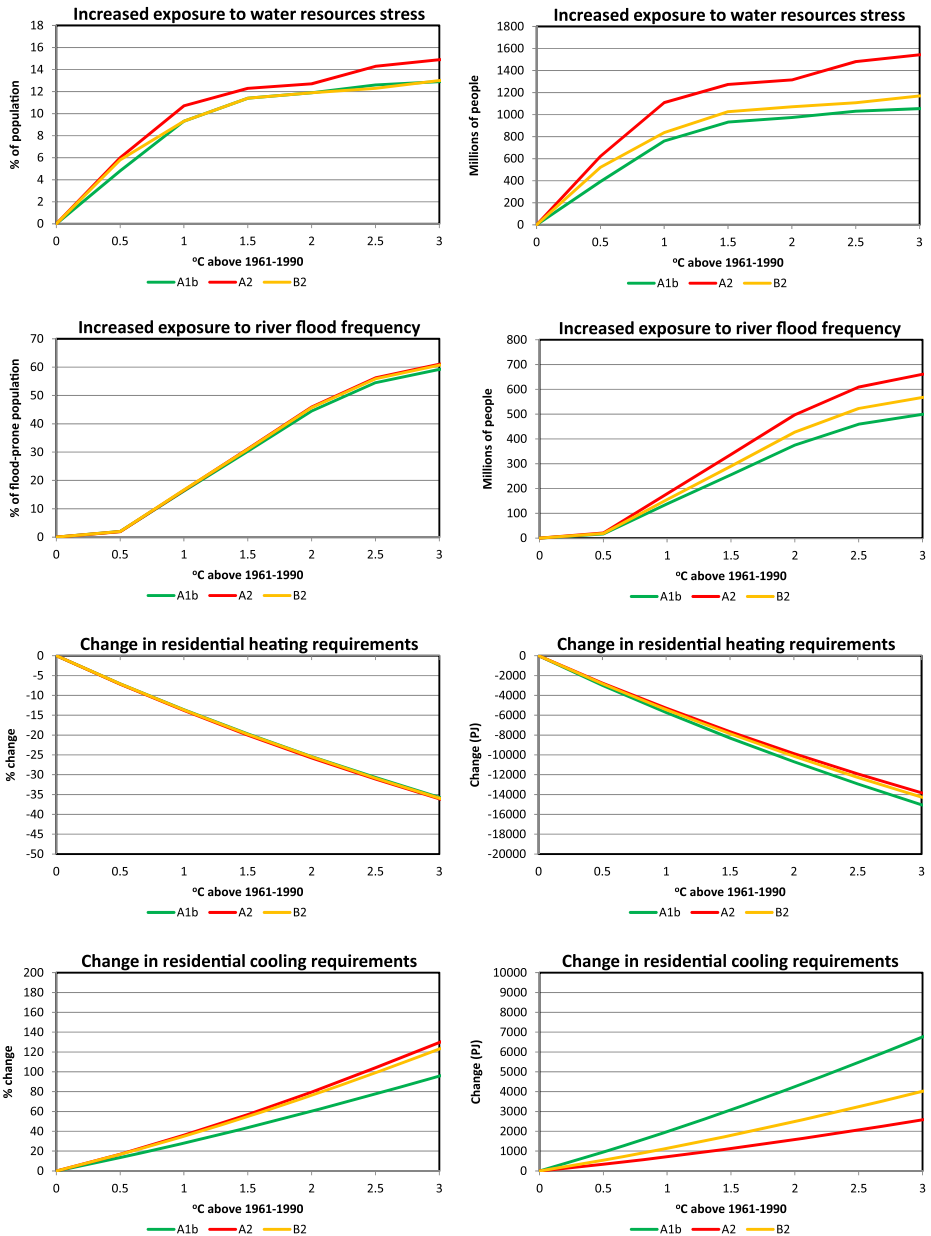 Increased exposure to water resources stress
% of population
18
16
14
12
10
8
6
4
2
0
0 0.5 1 1.5 2 2.5 3
°C above 1961-1990
A1b A2 B2
Increased exposure to water resources stress
Millions of people
1800
1600
1400
1200
1000
800
600
400
200
0
0 0.5 1 1.5 2 2.5 3
°C above 1961-1990
A1b A2 B2
Increased exposure to river flood frequency
% of flood-prone population
70
60
50
40
30
20
10
0
0 0.5 1 1.5 2 2.5 3
°C above 1961-1990
A1b A2 B2
Increased exposure to river flood frequency
Millions of people
800
700
600
500
400
300
200
100
0
0 0.5 1 1.5 2 2.5 3
°C above 1961-1990
A1b A2 B2
Change in residential heating requirements
% change
0
-5
-10
-15
-20
-25
-30
-35
-40
-45
-50
0 0.5 1 1.5 2 2.5 3
°C above 1961-1990
A1b A2 B2
Change in residential heating requirements
Change (PJ)
0
-2000
-4000
-6000
-8000
-10000
-12000
-14000
-16000
-18000
-20000
0 0.5 1 1.5 2 2.5 3
°C above 1961-1990
A1b A2 B2
Change in residential cooling requirements
% change
200
180
160
140
120
100
80
60
40
20
0
0 0.5 1 1.5 2 2.5 3
°C above 1961-1990
A1b A2 B2
Change in residential cooling requirements
Change (PJ)
10000
9000
8000
7000
6000
5000
4000
3000
2000
1000
0
0 0.5 1 1.5 2 2.5 3
°C above 1961-1990
A1b A2 B2